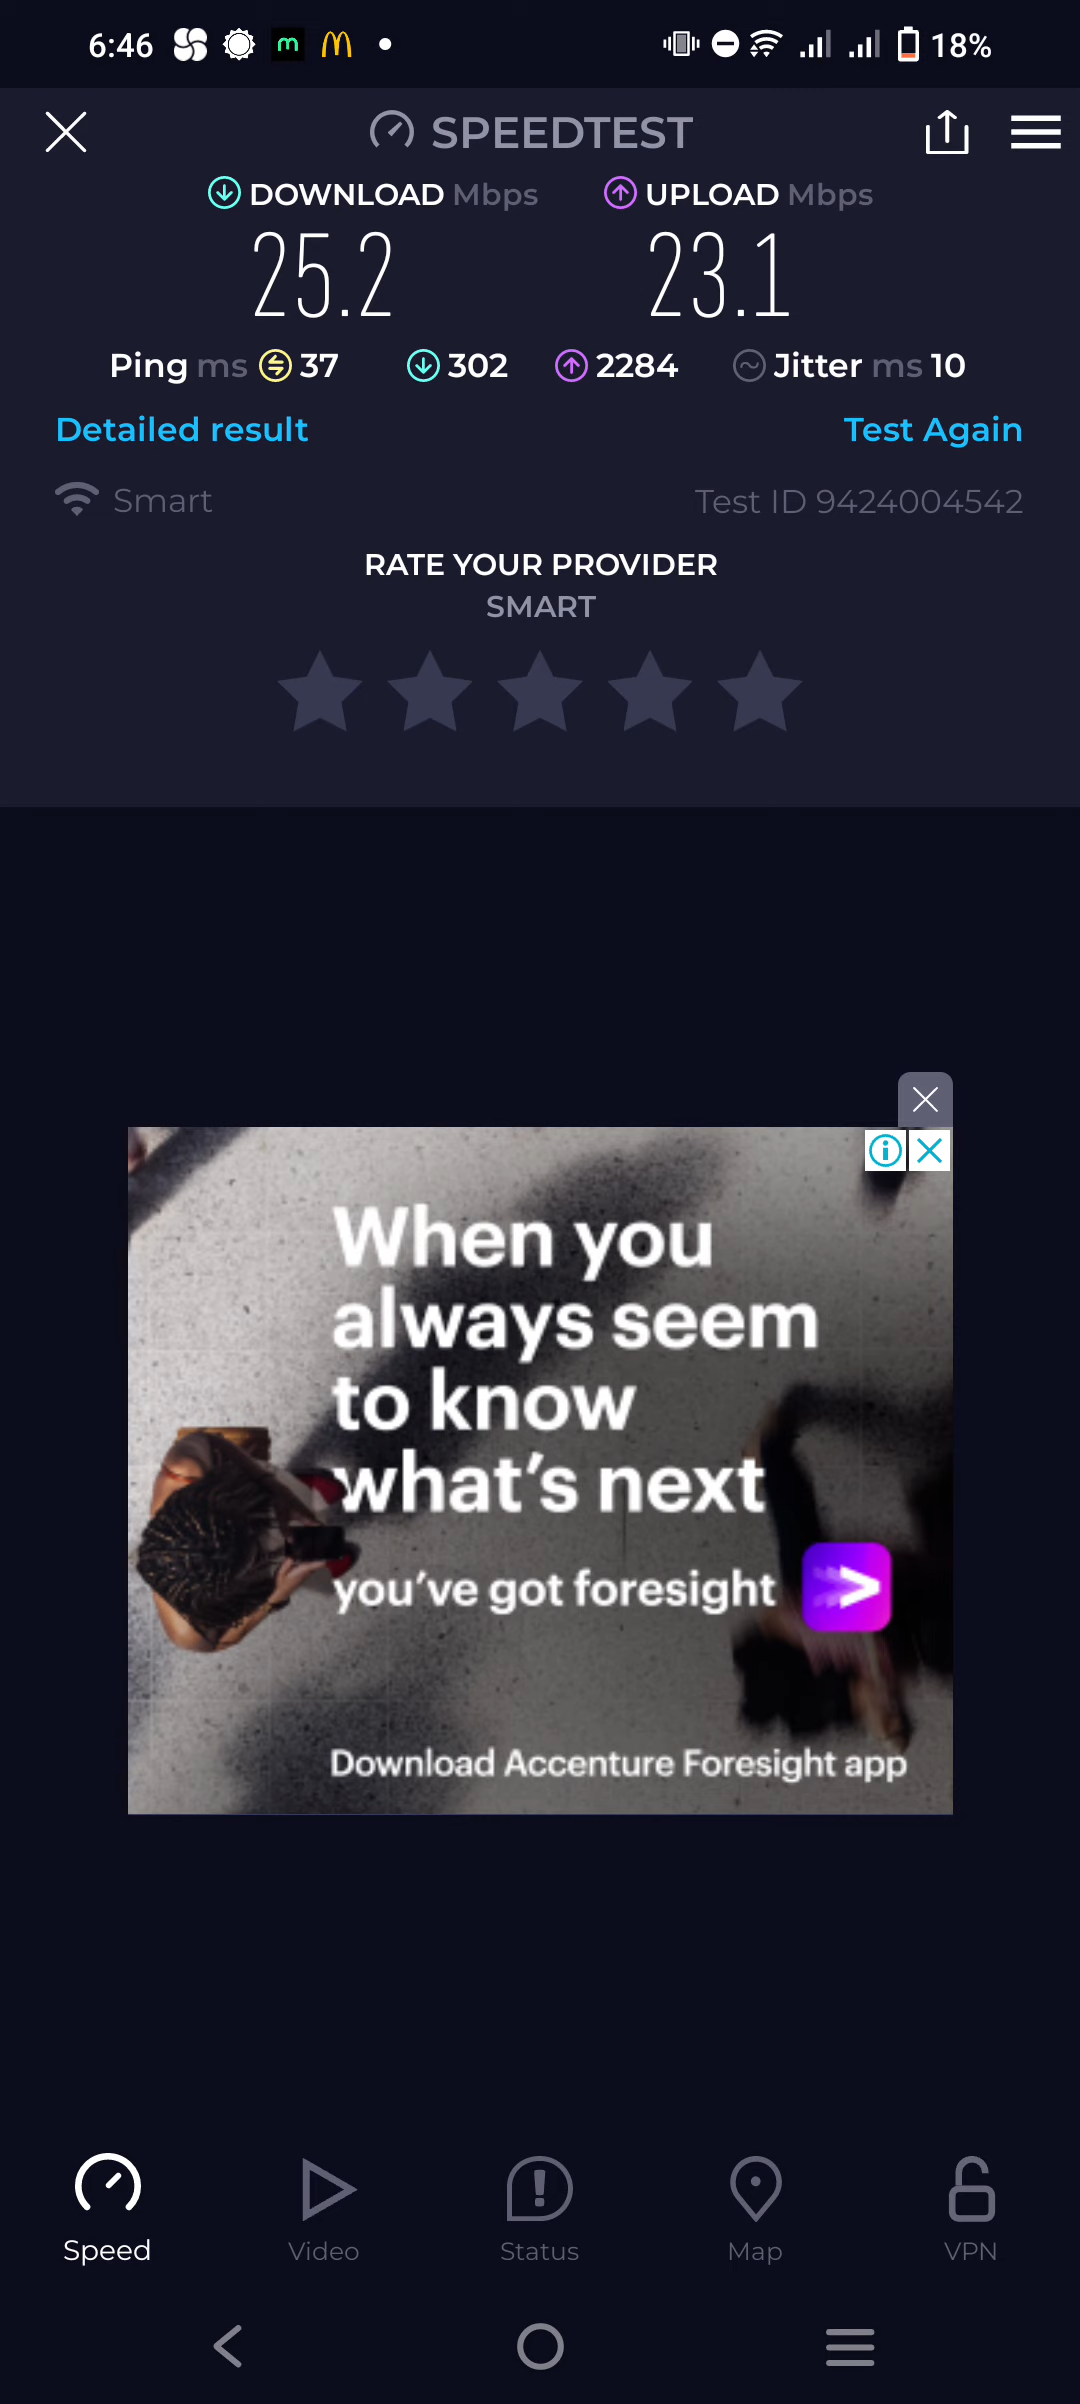 6:46 18%
SPEEDTEST
DOWNLOAD Mbps UPLOAD Mbps
25.2 23.1
Ping ms 37 302 2284 Jitter ms 10
Detailed result Test Again
Smart Test ID 9424004542
RATE YOUR PROVIDER
SMART
When you
always seem
to know
what's next
you've got foresight
Download Accenture Foresight app
Speed Video Status Map VPN